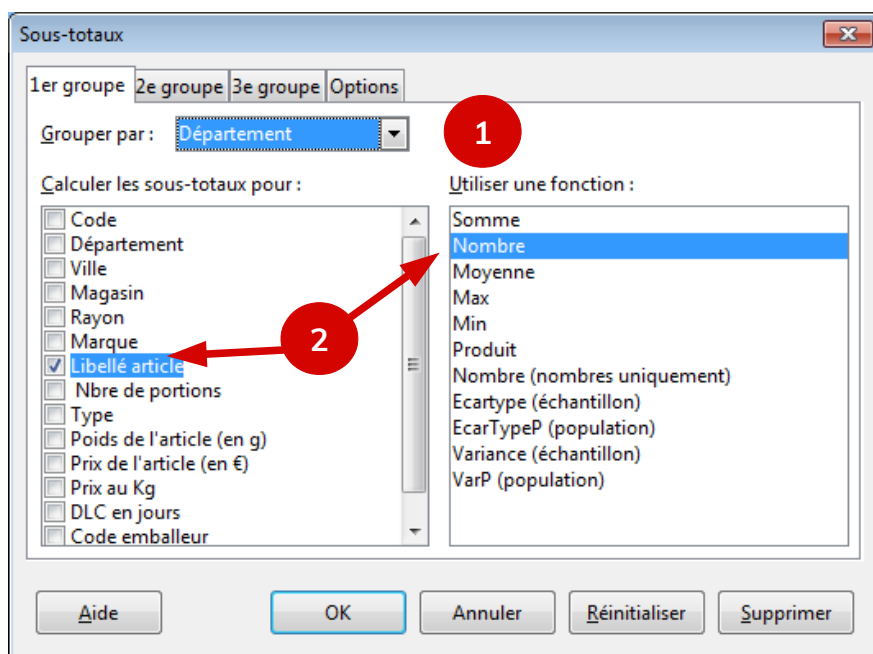 Sous-totaux
1er groupe 2e groupe 3e groupe Options
Grouper par : Département
1
Calculer les sous-totaux pour :
Code
Département
Ville
Magasin
Rayon
Marque
Libellé article
Nbre de portions
Type
Poids de l'article (en g)
Prix de l'article (en €)
Prix au Kg
DLC en jours
Code emballeur
2
Utiliser une fonction :
Somme
Nombre
Moyenne
Max
Min
Produit
Nombre (nombres uniquement)
Ecartype (échantillon)
EcarTypeP (population)
Variance (échantillon)
VarP (population)
Aide OK Annuler Réinitialiser Supprimer